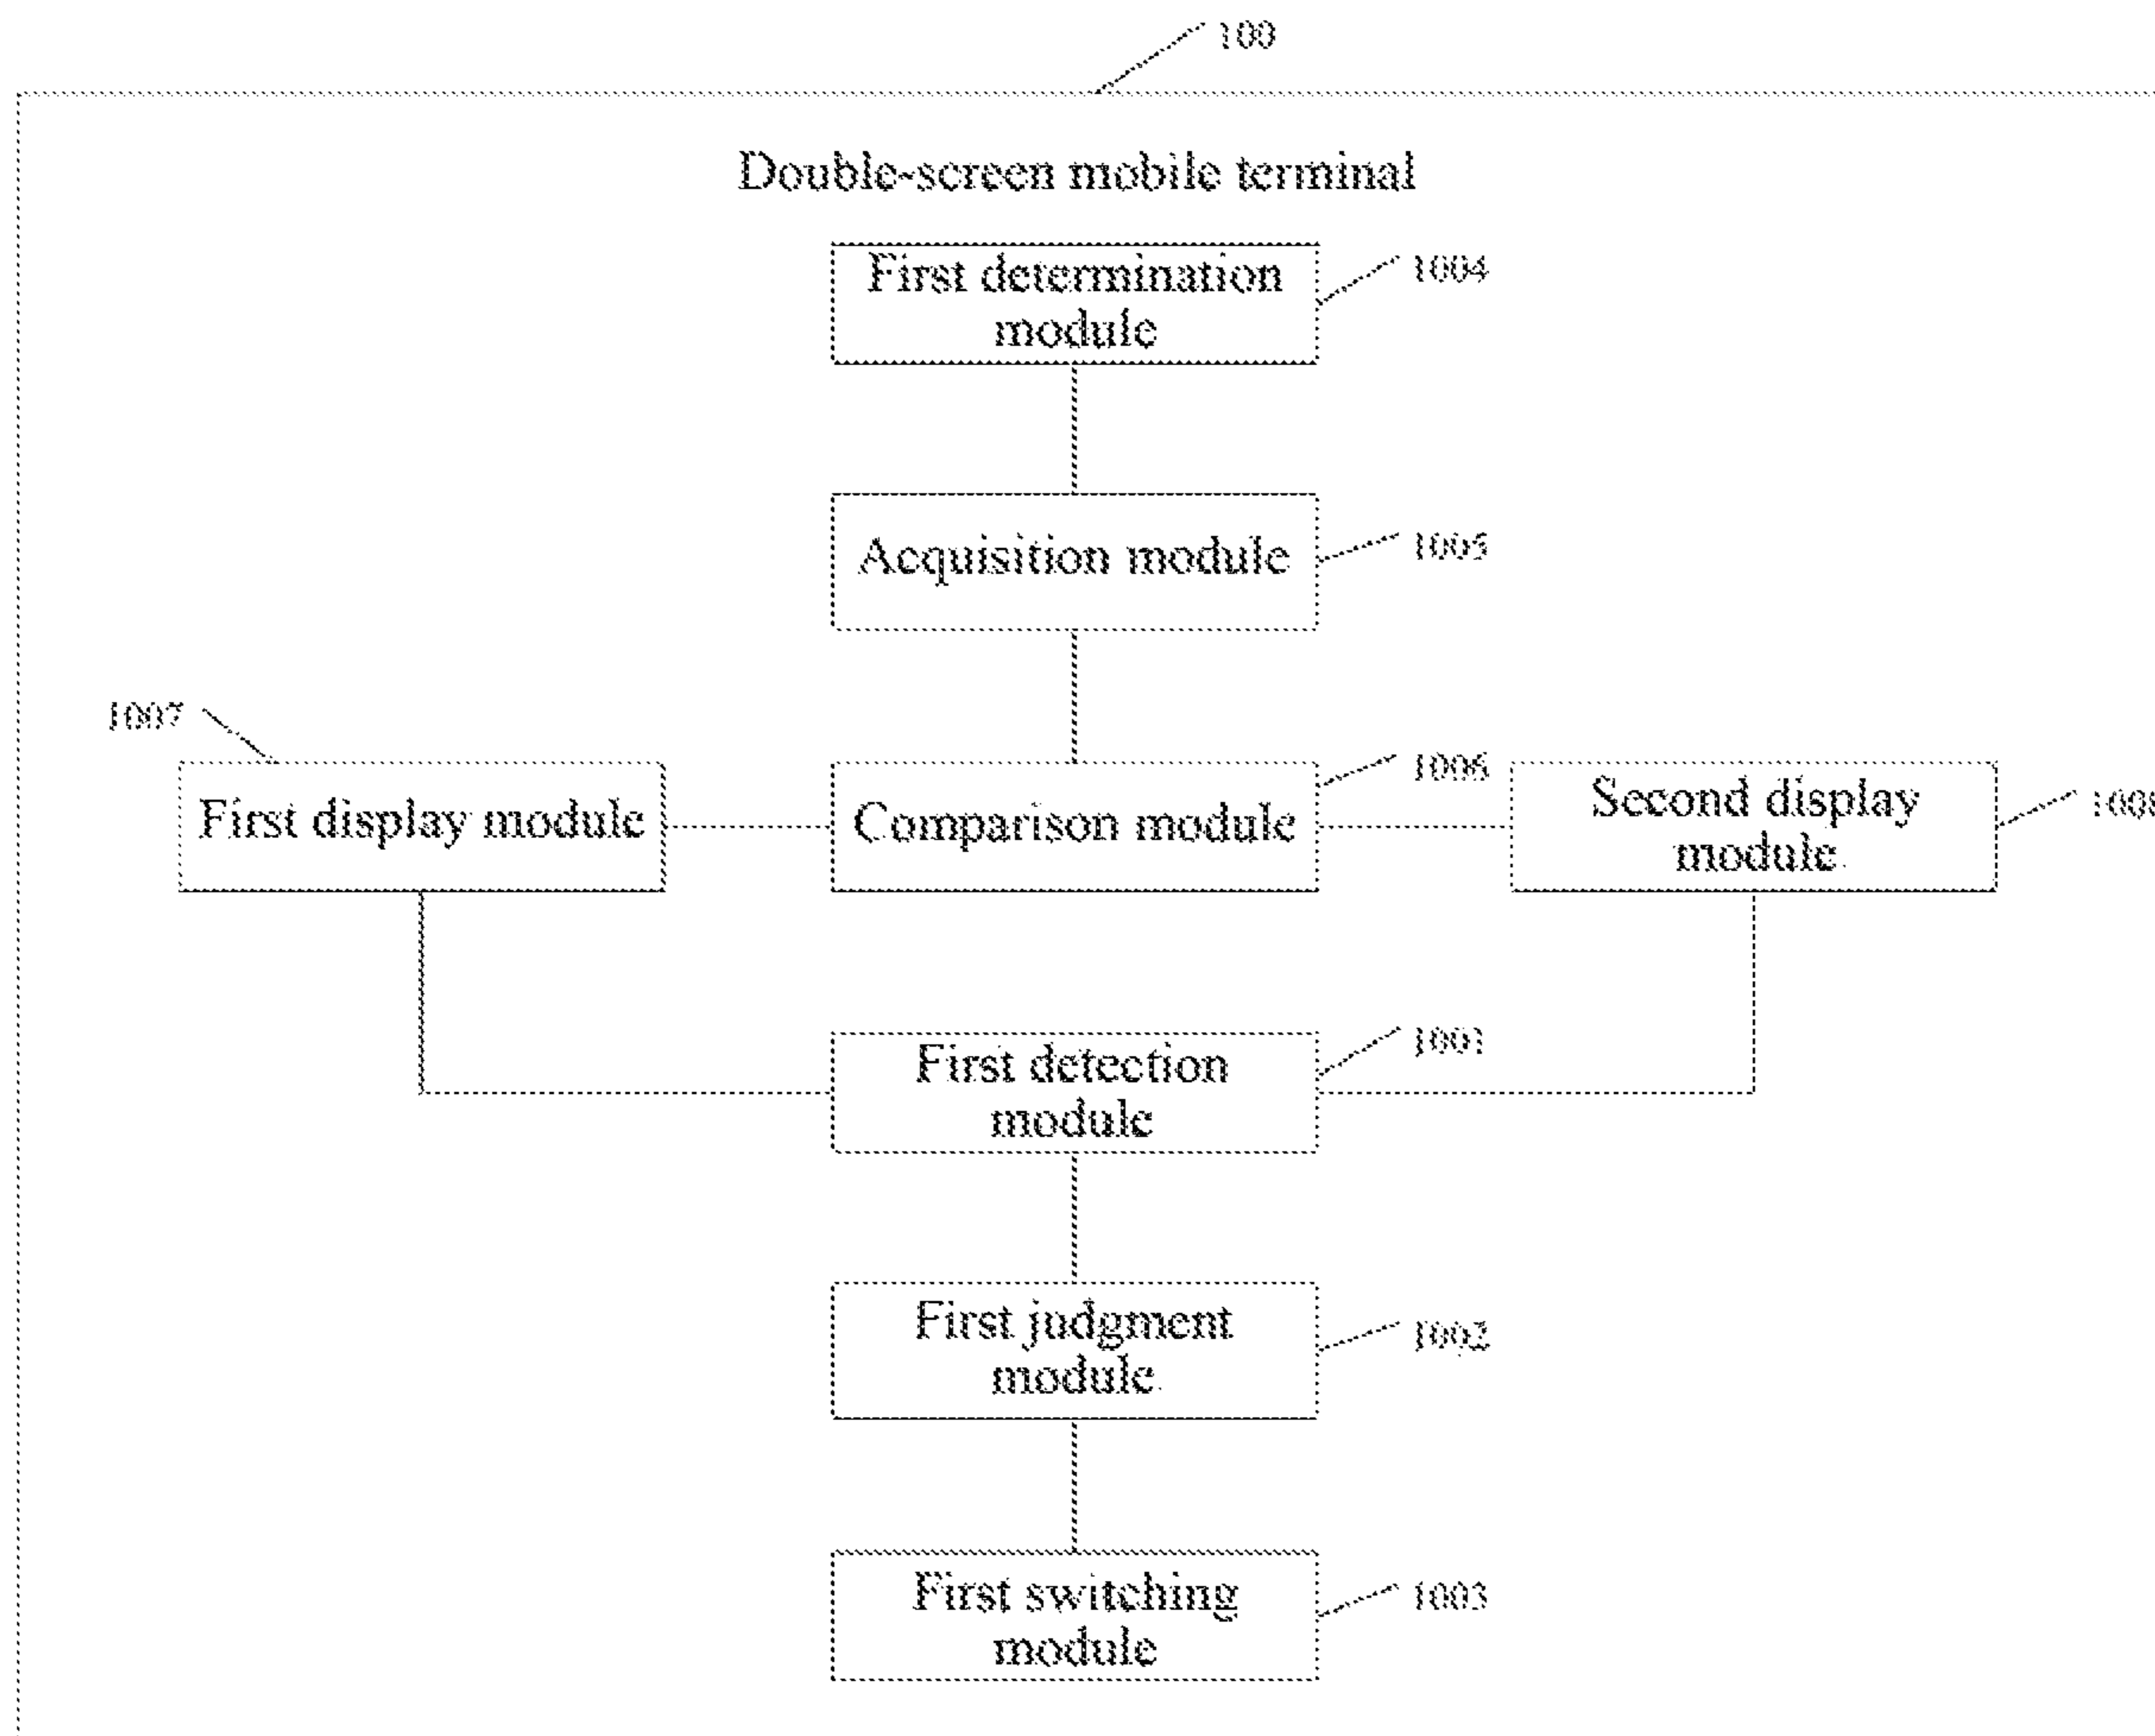 100
Double-screen mobile terminal
First determination
module
1004
Acquisition module
1005
1007
First display module
Comparison module
1006
Second display
module
First detection
module
1001
First judgment
module
1002
First switching
module
1003